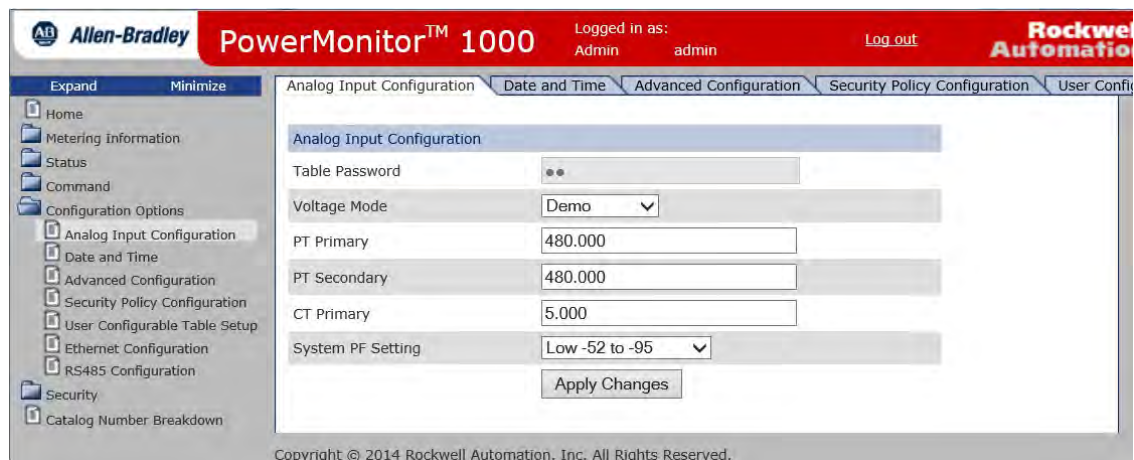 AB Allen-Bradley
PowerMonitor™ 1000
Logged in as:
Admin admin
Log out
Rockwel
Automatio
Expand Minimize
Home
Metering Information
Status
Command
Configuration Options
Analog Input Configuration
Date and Time
Advanced Configuration
Security Policy Configuration
User Configurable Table Setup
Ethernet Configuration
RS485 Configuration
Security
Catalog Number Breakdown
Analog Input Configuration Date and Time Advanced Configuration Security Policy Configuration User Config
Analog Input Configuration
Table Password ●●
Voltage Mode Demo
PT Primary 480.000
PT Secondary 480.000
CT Primary 5.000
System PF Setting Low -52 to -95
Apply Changes
Copyright © 2014 Rockwell Automation, Inc. All Rights Reserved.